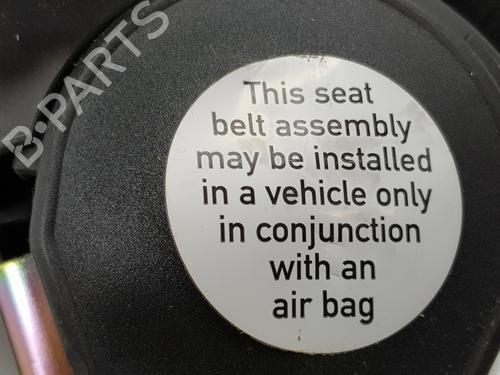 B-PARTS
This seat
belt assembly
may be installed
in a vehicle only
in conjunction
with an
air bag